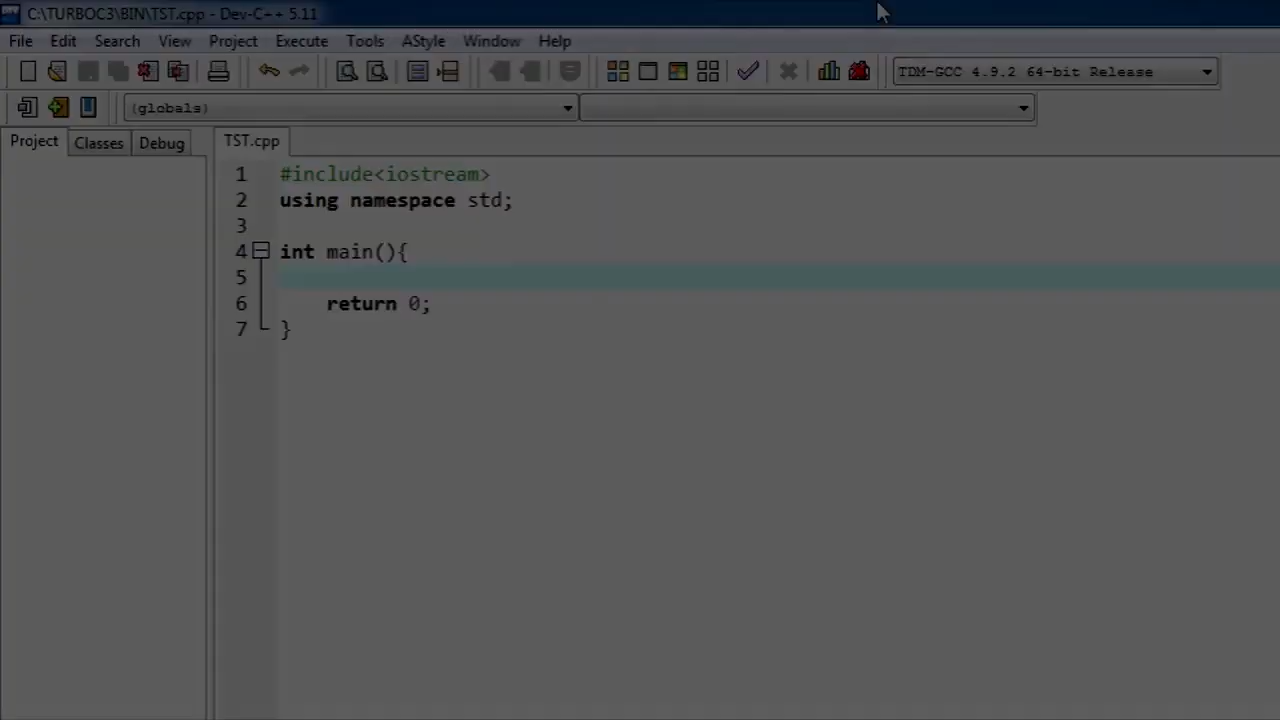 C:\TURBOC3\BIN\TST.cpp - Dev-C++ 5.11
File Edit Search View Project Execute Tools AStyle Window Help
TDM-GCC 4.9.2 64-bit Release
(globals)
Project Classes Debug TST.cpp
1 #include<iostream>
2 using namespace std;
3
4 int main(){
5
6 return 0;
7 }